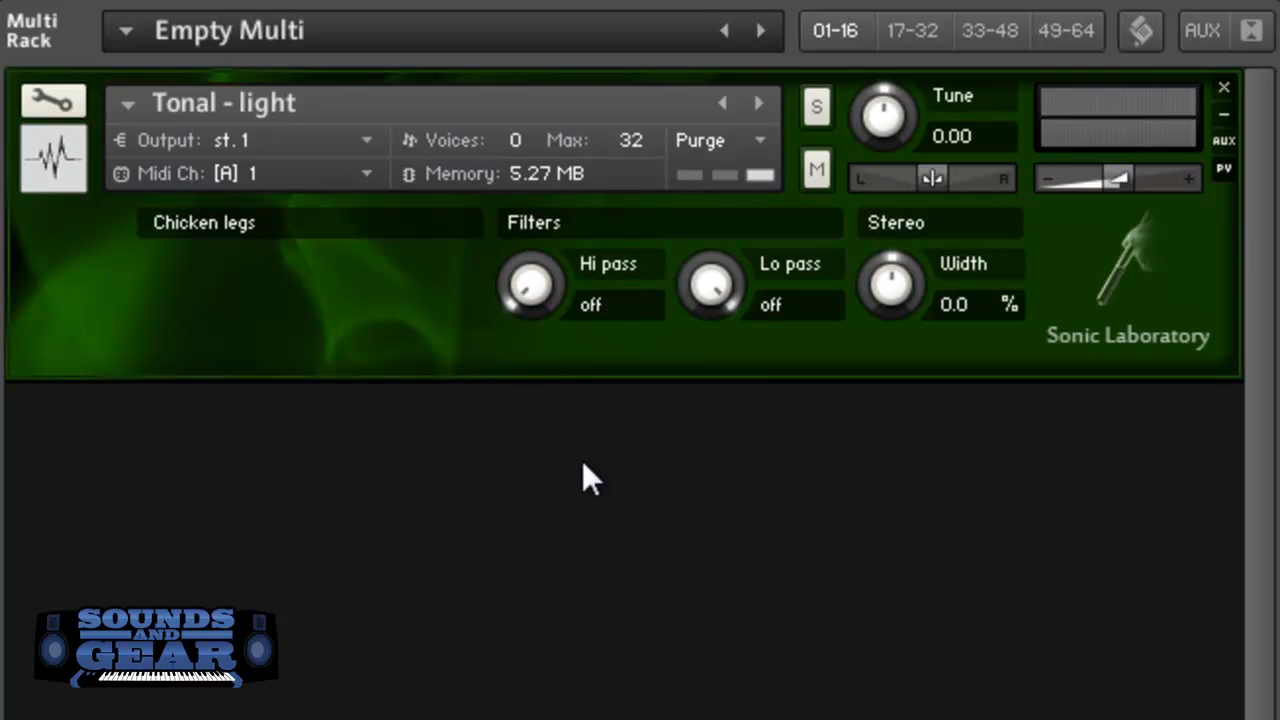 Multi Rack
Empty Multi
01-16 17-32 33-48 49-64
AUX
Tonal - light
Output: st. 1
Voices: 0 Max: 32
Purge
Midi Ch: [A] 1
Memory: 5.27 MB
S
M
Tune
0.00
L R
- +
AUX
PV
Chicken legs
Filters
Stereo
Hi pass
off
Lo pass
off
Width
0.0 %
Sonic Laboratory
SOUNDS
AND
GEAR